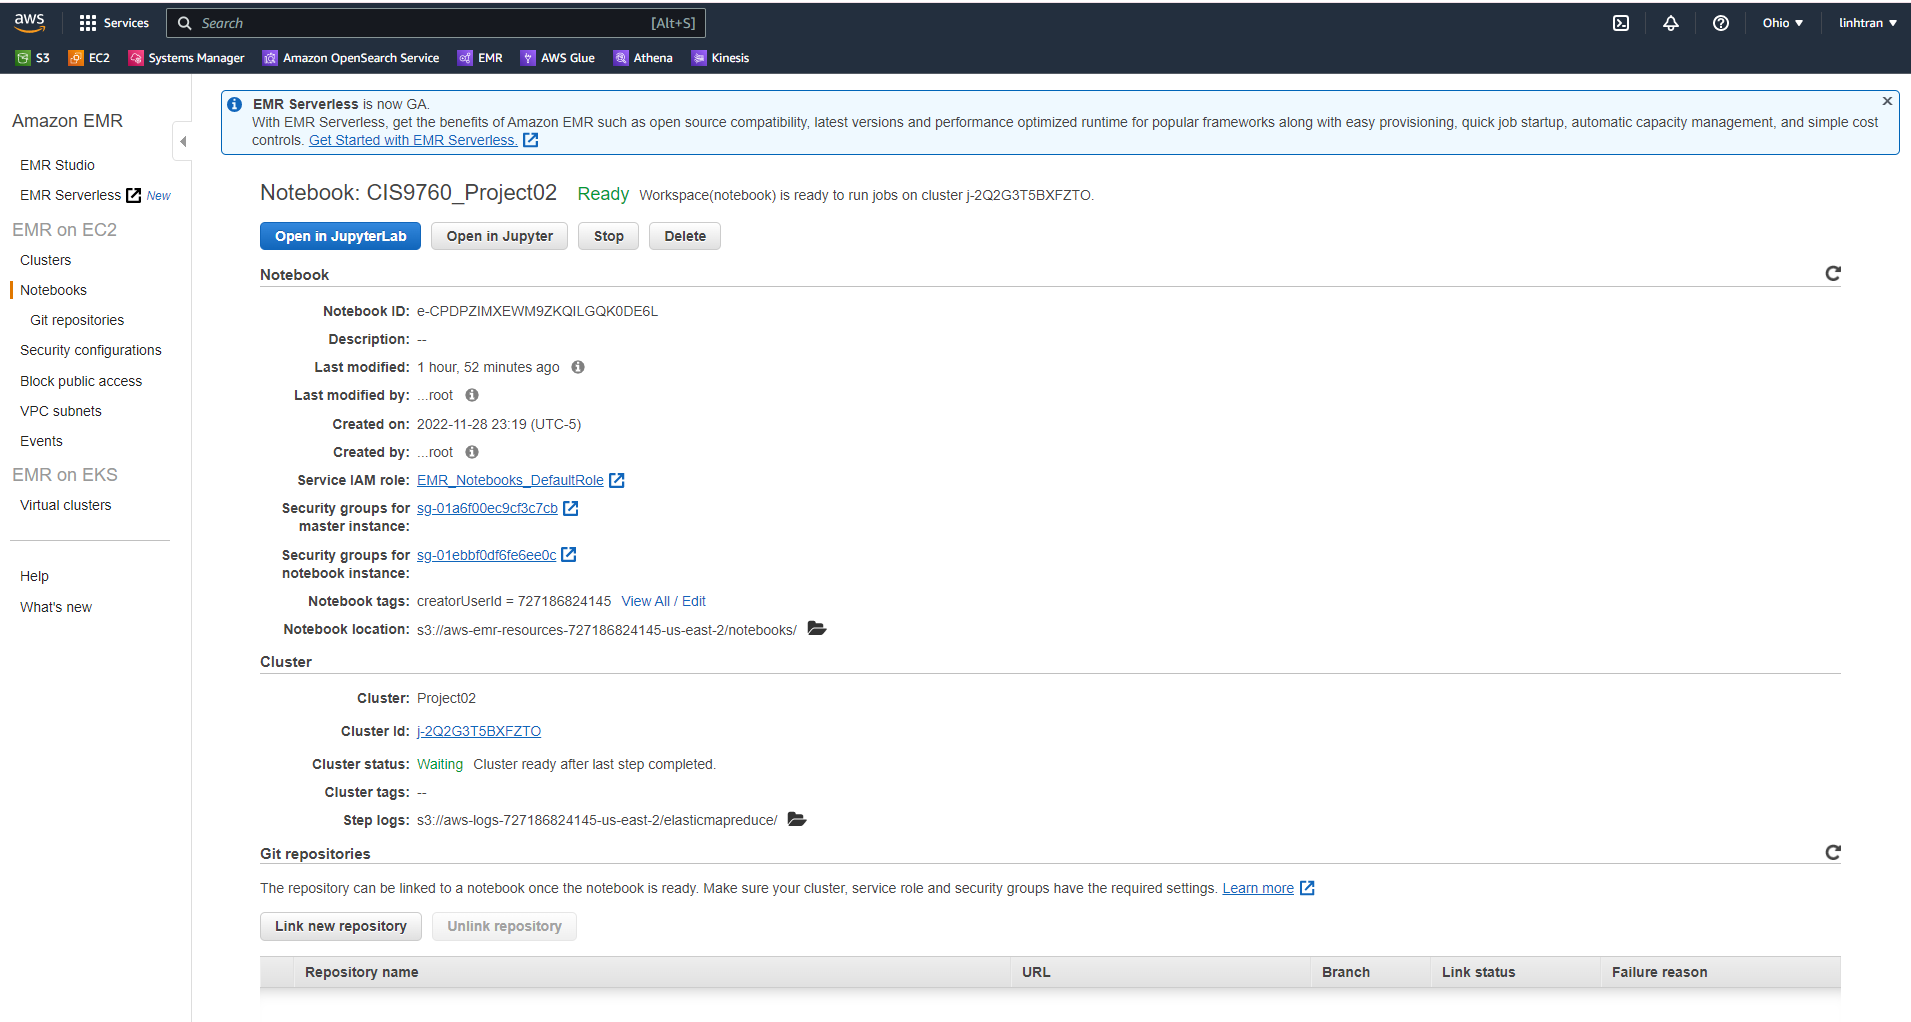 aws
Services
Search [Alt+S]
Ohio
linhtran
S3
EC2
Systems Manager
Amazon OpenSearch Service
EMR
AWS Glue
Athena
Kinesis
Amazon EMR
EMR Studio
EMR Serverless New
EMR on EC2
Clusters
Notebooks
Git repositories
Security configurations
Block public access
VPC subnets
Events
EMR on EKS
Virtual clusters
Help
What's new
EMR Serverless is now GA.
With EMR Serverless, get the benefits of Amazon EMR such as open source compatibility, latest versions and performance optimized runtime for popular frameworks along with easy provisioning, quick job startup, automatic capacity management, and simple cost
controls. Get Started with EMR Serverless.
Notebook: CIS9760_Project02 Ready Workspace(notebook) is ready to run jobs on cluster j-2Q2G3T5BXFZTO.
Open in JupyterLab
Open in Jupyter
Stop
Delete
Notebook
Notebook ID: e-CPDPZIMXEWM9ZKQILGQK0DE6L
Description: --
Last modified: 1 hour, 52 minutes ago
Last modified by: ...root
Created on: 2022-11-28 23:19 (UTC-5)
Created by: ...root
Service IAM role: EMR_Notebooks_DefaultRole
Security groups for sg-01a6f00ec9cf3c7cb
master instance:
Security groups for sg-01ebbf0df6fe6ee0c
notebook instance:
Notebook tags: creatorUserId = 727186824145 View All / Edit
Notebook location: s3://aws-emr-resources-727186824145-us-east-2/notebooks/
Cluster
Cluster: Project02
Cluster Id: j-2Q2G3T5BXFZTO
Cluster status: Waiting Cluster ready after last step completed.
Cluster tags: --
Step logs: s3://aws-logs-727186824145-us-east-2/elasticmapreduce/
Git repositories
The repository can be linked to a notebook once the notebook is ready. Make sure your cluster, service role and security groups have the required settings. Learn more
Link new repository
Unlink repository
Repository name URL Branch Link status Failure reason